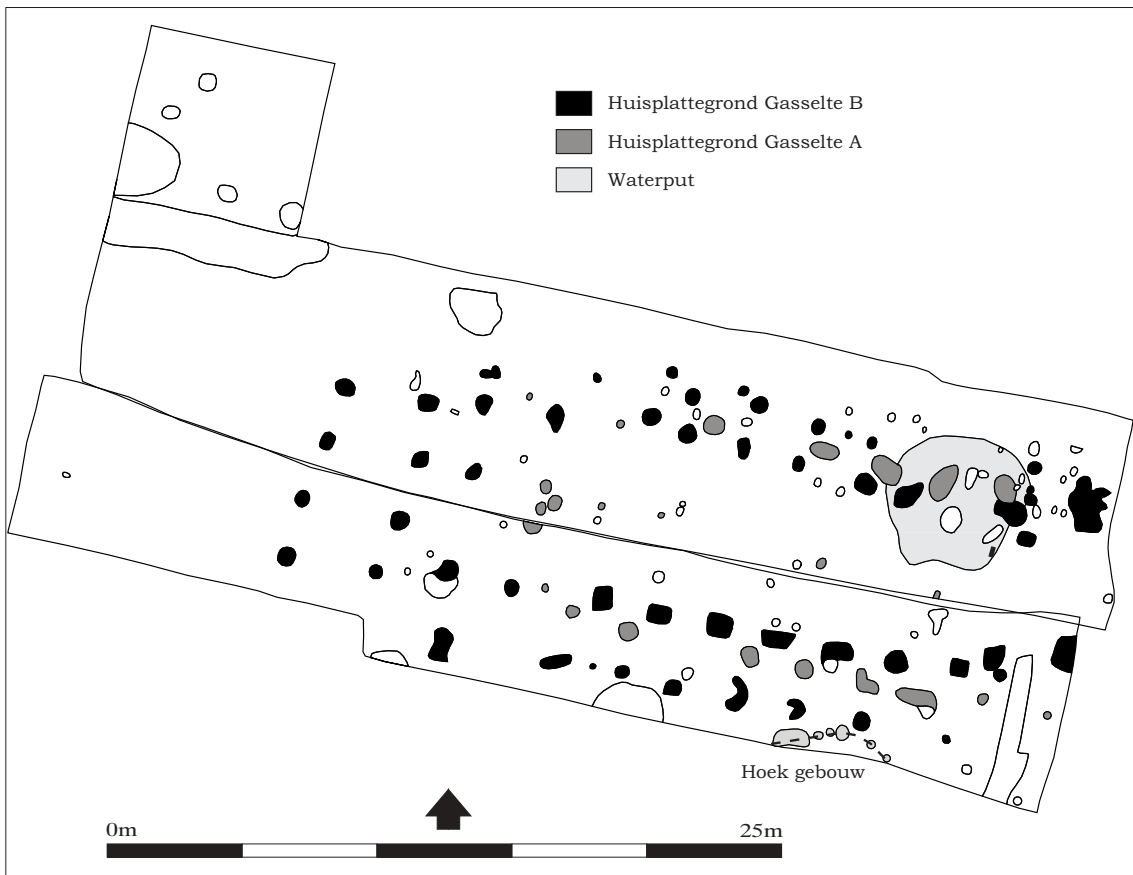 Huisplattegrond Gasselte B
Huisplattegrond Gasselte A
Waterput
Hoek gebouw
0m
25m